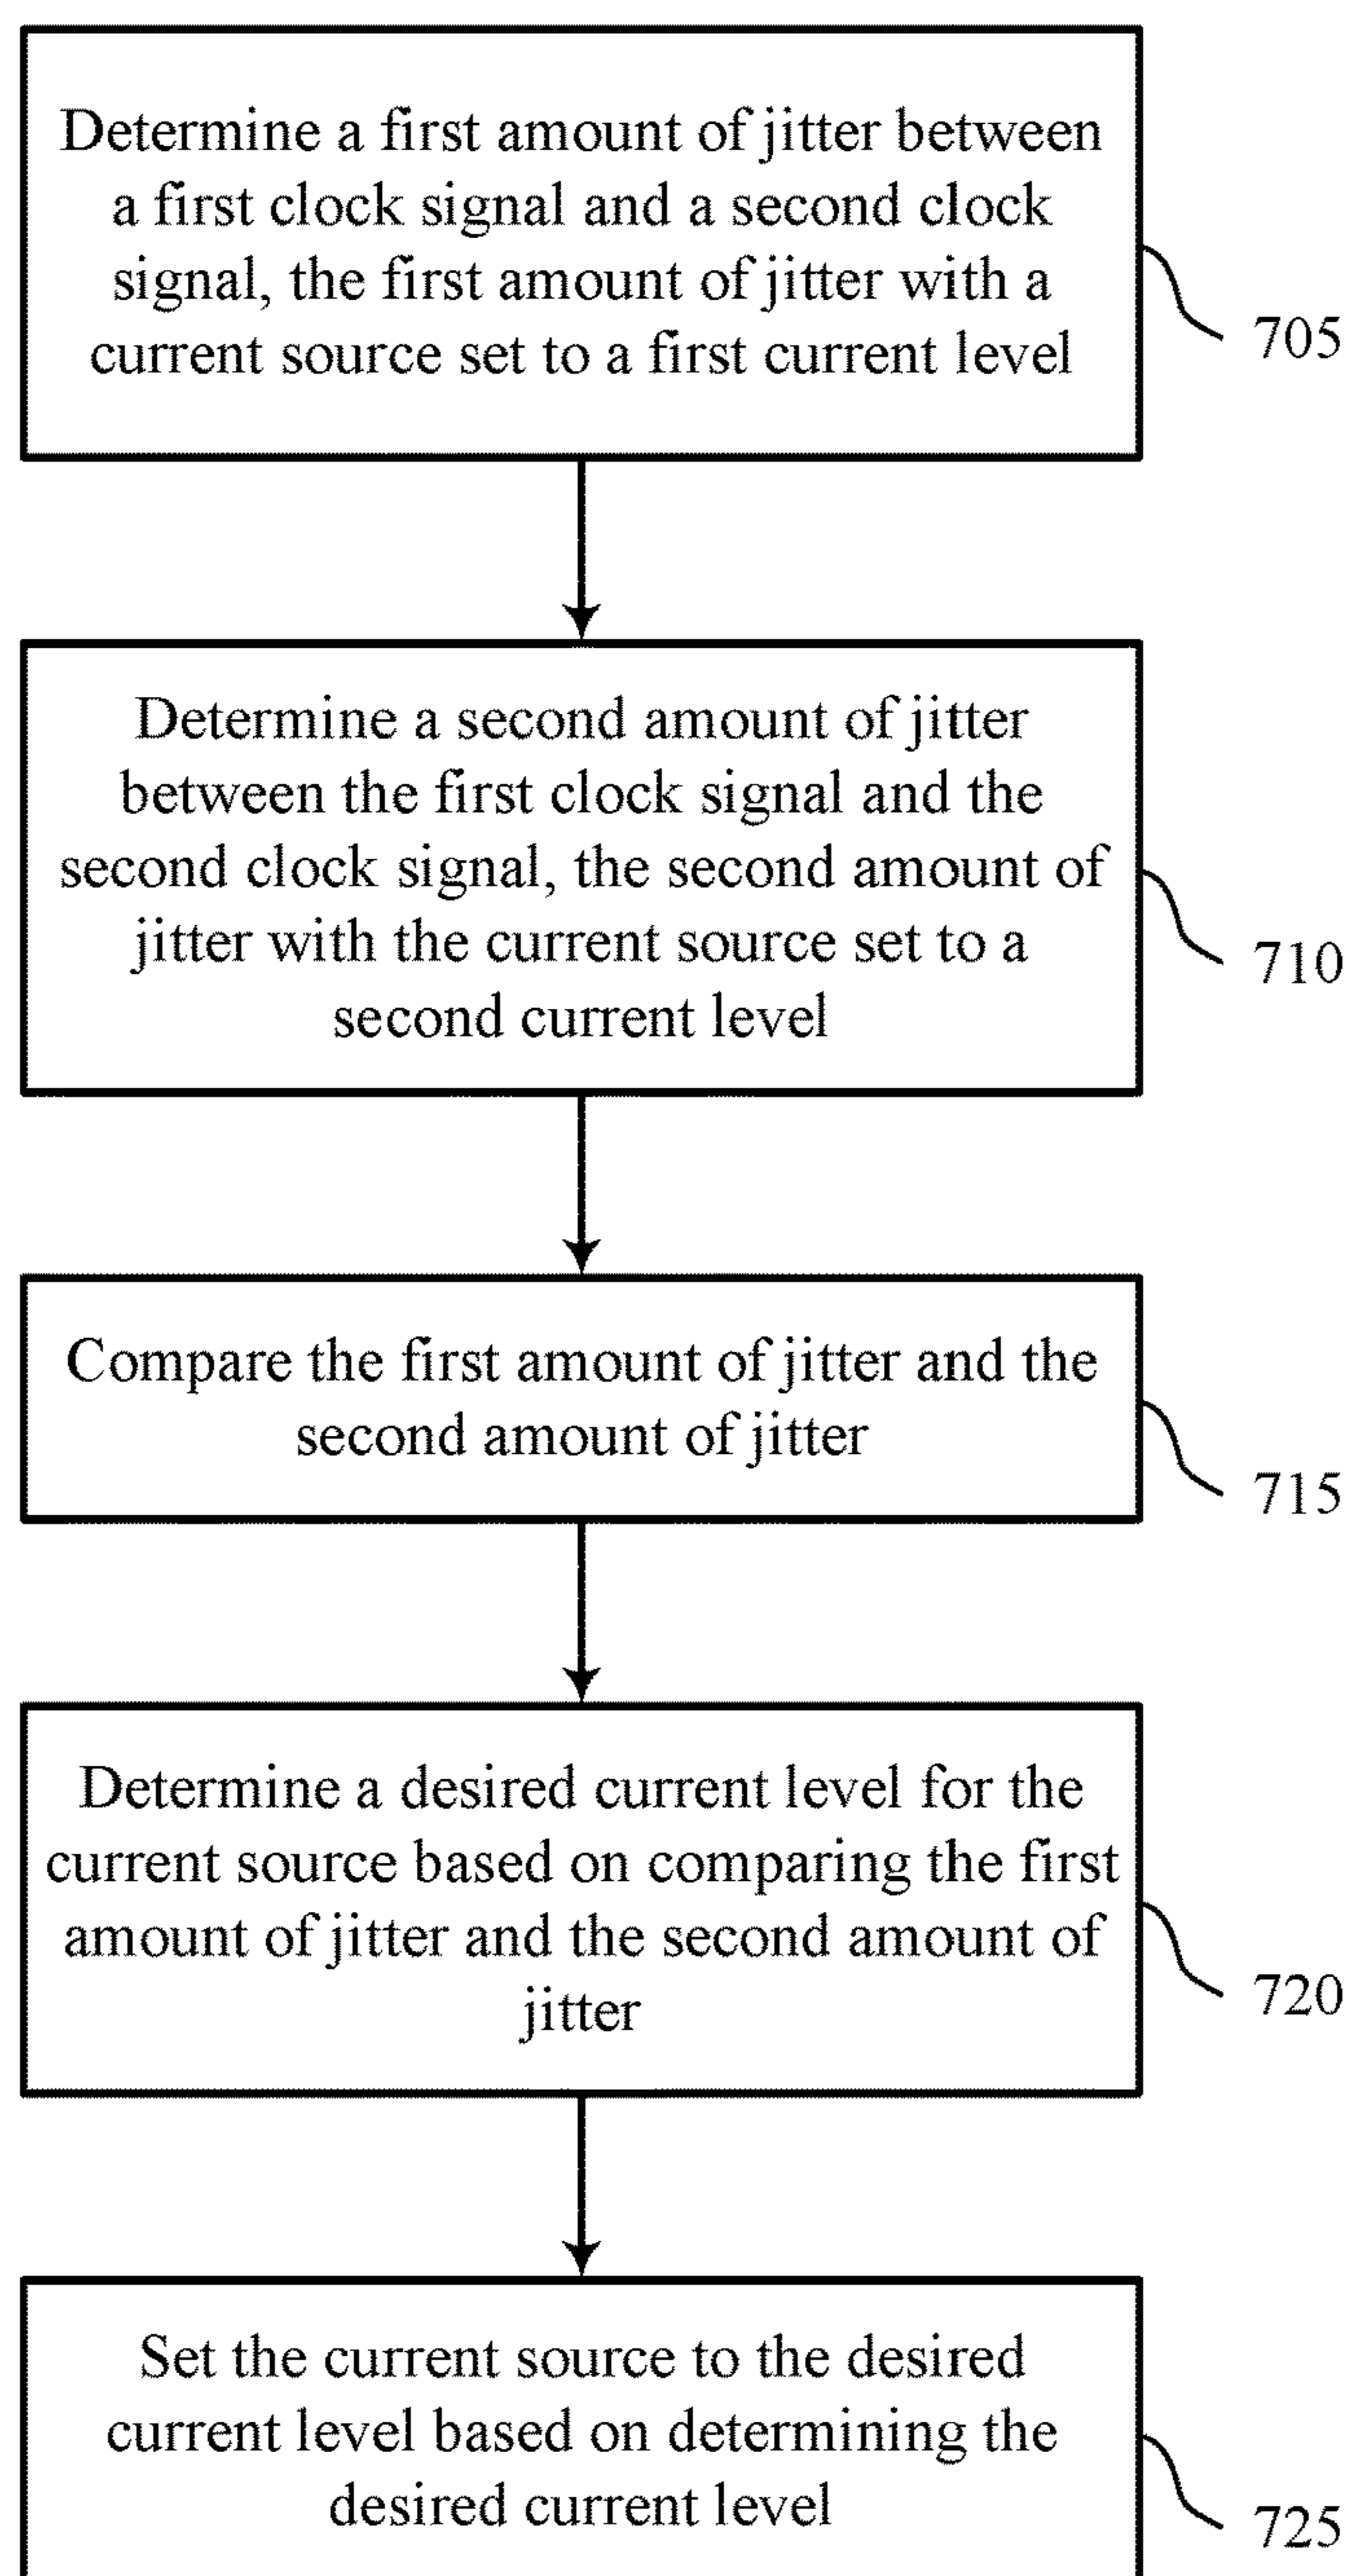 Determine a first amount of jitter between
a first clock signal and a second clock
signal, the first amount of jitter with a
current source set to a first current level
705
Determine a second amount of jitter
between the first clock signal and the
second clock signal, the second amount of
jitter with the current source set to a
second current level
710
Compare the first amount of jitter and the
second amount of jitter
715
Determine a desired current level for the
current source based on comparing the first
amount of jitter and the second amount of
jitter
720
Set the current source to the desired
current level based on determining the
desired current level
725